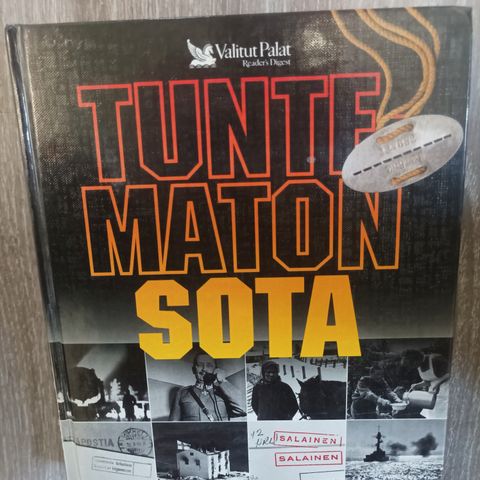 Valitut Palat
Reader's Digest
TUNTE-
MATON
SOTA
SALAINEN
SALAINEN